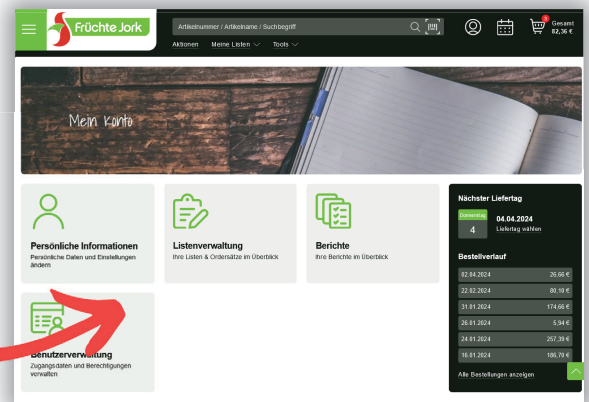 Früchte Jork
Artikelnummer / Artikelname / Suchbegriff
Aktionen Meine Listen Tools
3
Gesamt
82,36 €
Mein Konto
Persönliche Informationen
Persönliche Daten und Einstellungen
ändern
Listenverwaltung
Ihre Listen & Ordersätze im Überblick
Berichte
Ihre Berichte im Überblick
Benutzerverwaltung
Zugangsdaten und Berechtigungen
verwalten
Nächster Liefertag
Donnerstag
4
04.04.2024
Liefertag wählen
Bestellverlauf
02.04.2024 26,66 €
22.02.2024 80,10 €
31.01.2024 174,66 €
26.01.2024 5,94 €
24.01.2024 257,39 €
16.01.2024 186,70 €
Alle Bestellungen anzeigen